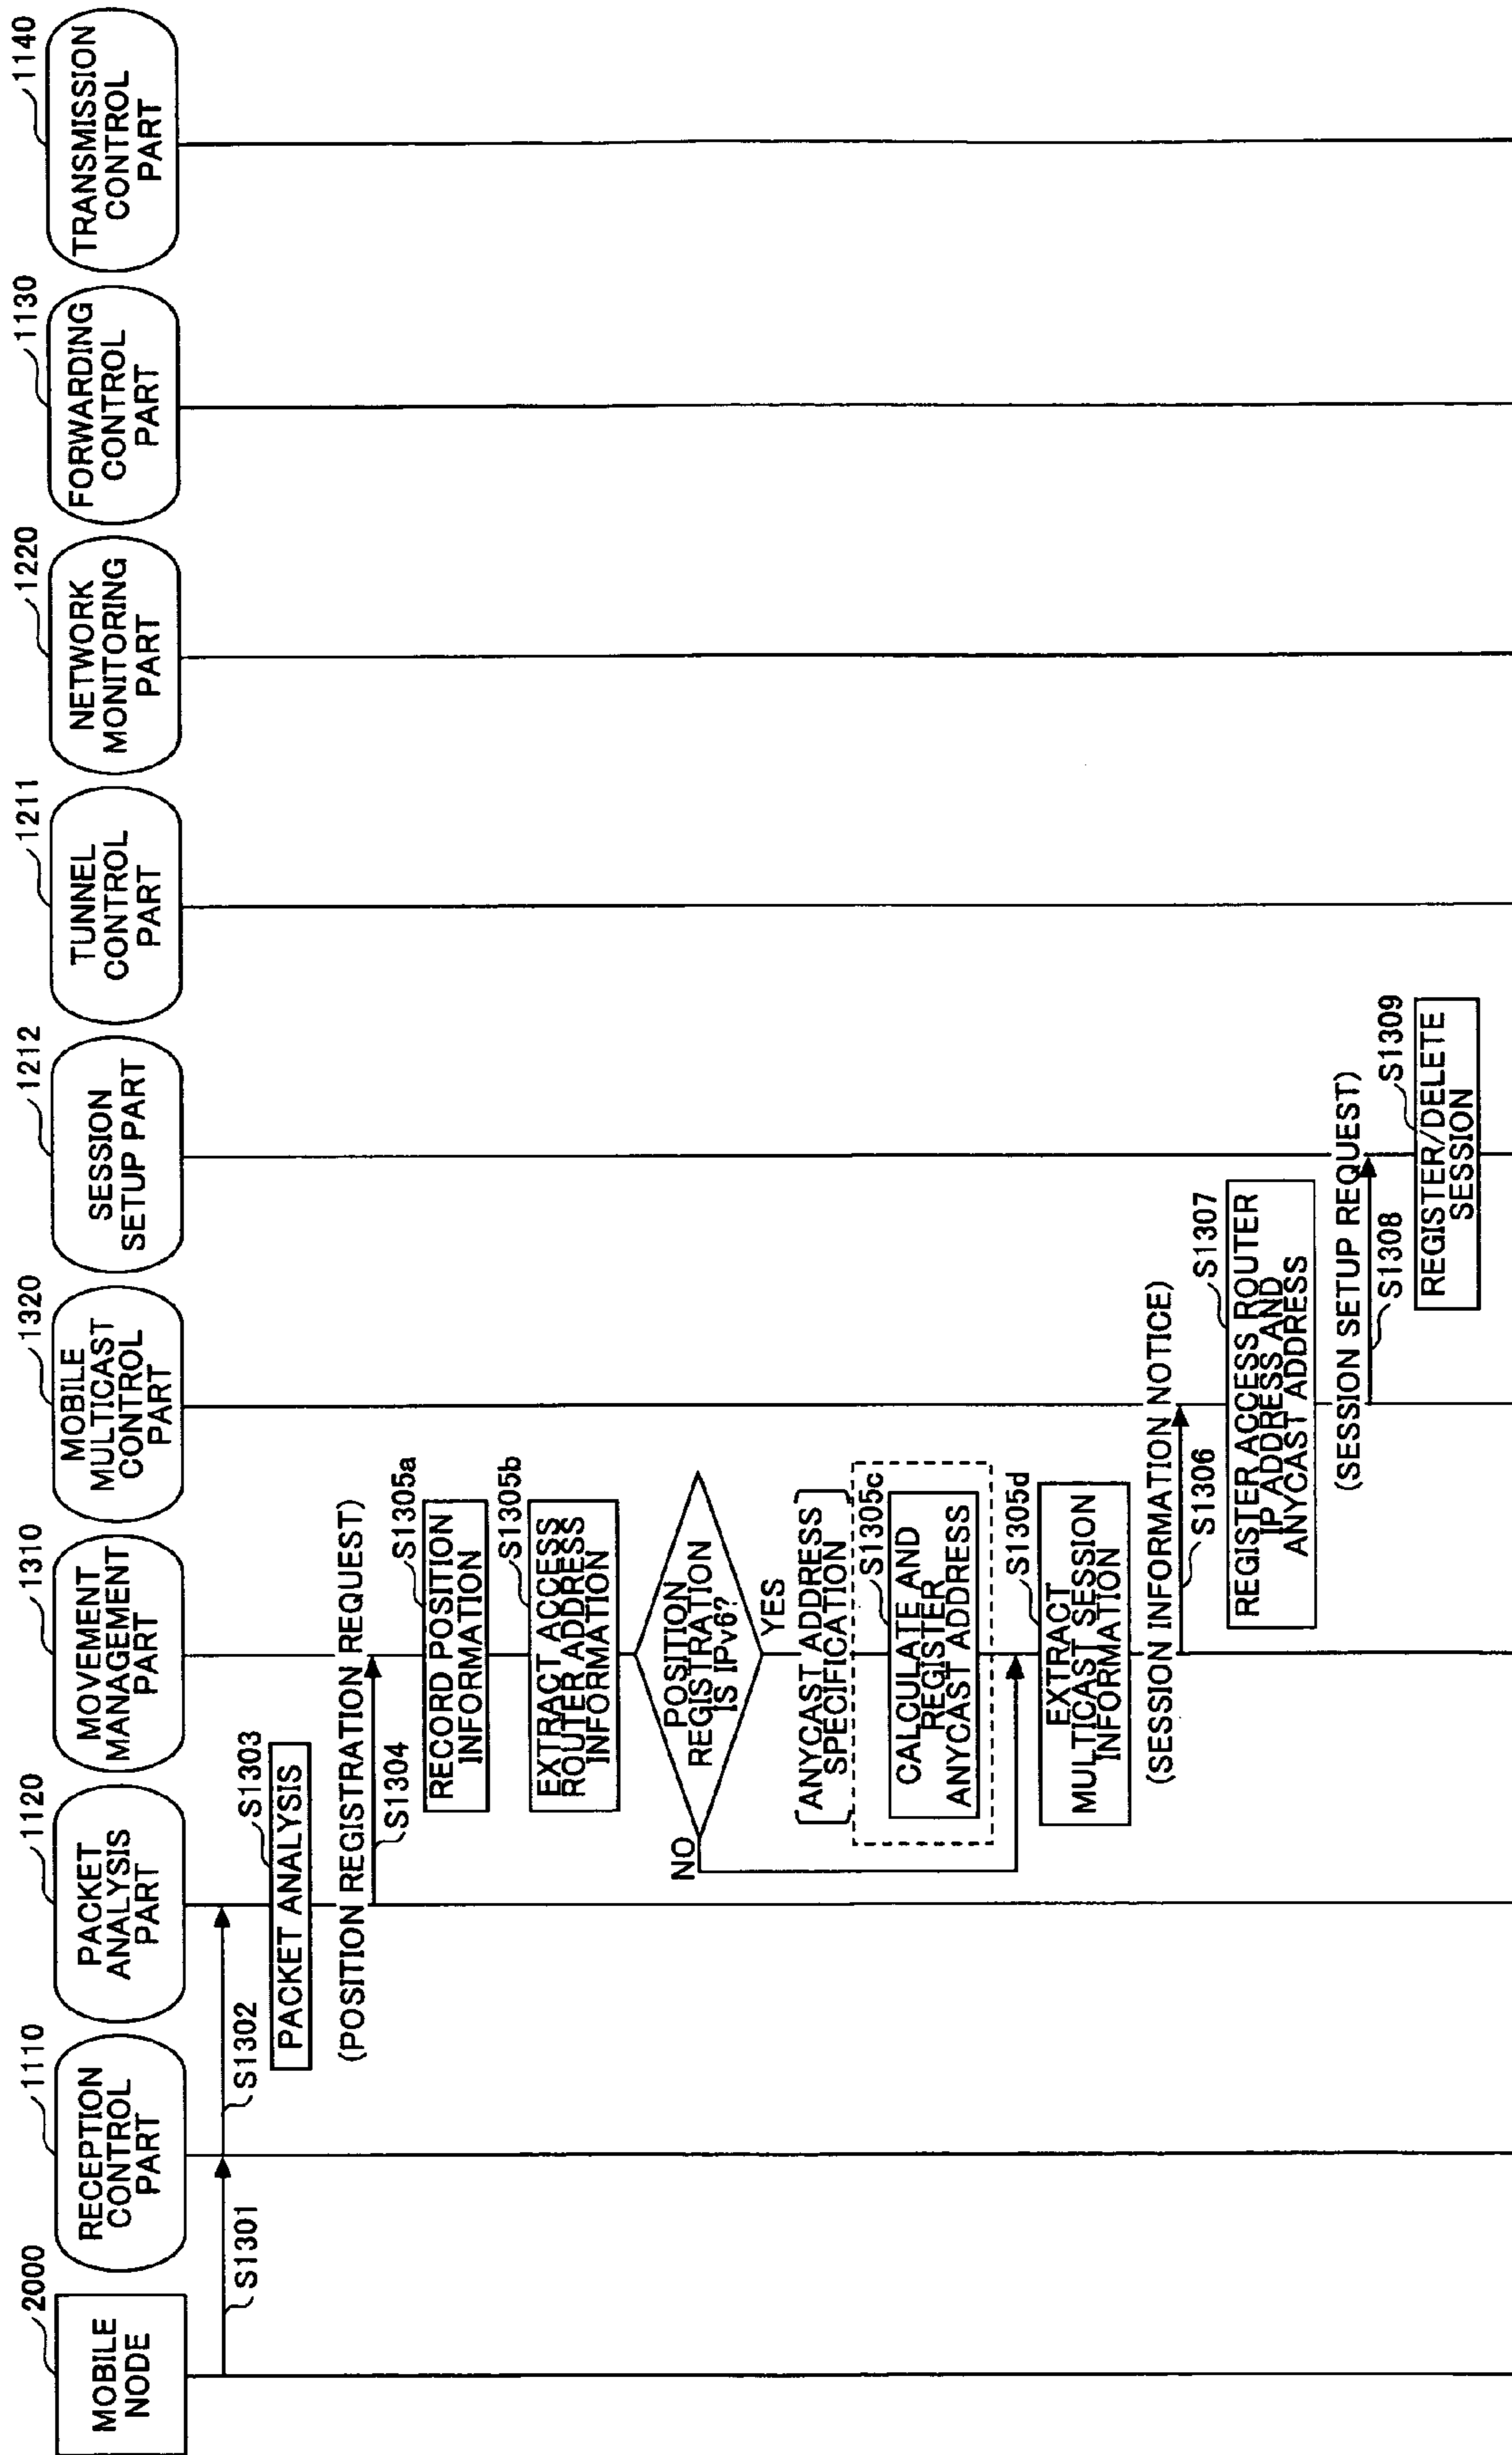 2000
MOBILE
NODE
1110
RECEPTION
CONTROL
PART
1120
PACKET
ANALYSIS
PART
1310
MOVEMENT
MANAGEMENT
PART
1320
MOBILE
MULTICAST
CONTROL
PART
1212
SESSION
SETUP PART
1211
TUNNEL
CONTROL
PART
1220
NETWORK
MONITORING
PART
1130
FORWARDING
CONTROL
PART
1140
TRANSMISSION
CONTROL
PART
S1301
S1302
S1303
PACKET ANALYSIS
(POSITION REGISTRATION REQUEST)
S1304
S1305a
RECORD POSITION
INFORMATION
S1305b
EXTRACT ACCESS
ROUTER ADDRESS
INFORMATION
POSITION
REGISTRATION
IS IPv6?
NO
YES
[ANYCAST ADDRESS
SPECIFICATION]
S1305c
CALCULATE AND
REGISTER
ANYCAST ADDRESS
S1305d
EXTRACT
MULTICAST SESSION
INFORMATION
(SESSION INFORMATION NOTICE)
S1306
S1307
REGISTER ACCESS ROUTER
IP ADDRESS AND
ANYCAST ADDRESS
(SESSION SETUP REQUEST)
S1308
S1309
REGISTER/DELETE
SESSION